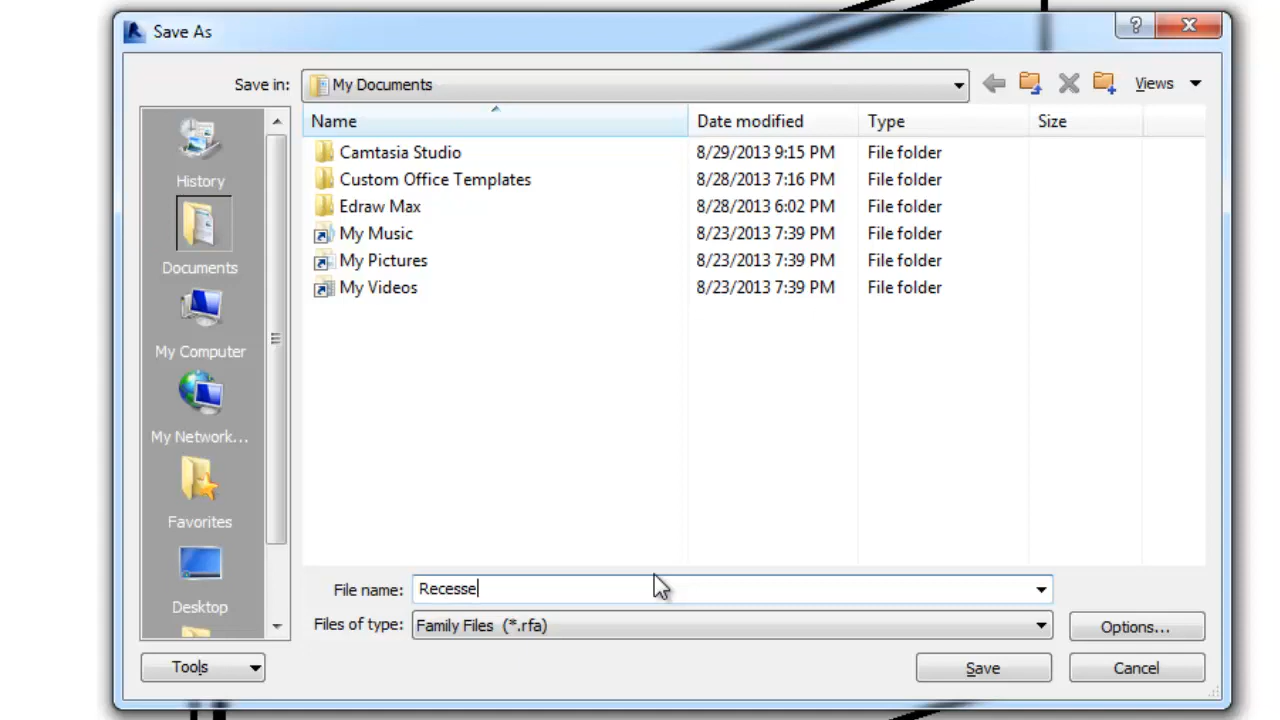 Save As
Save in: My Documents Views
Name Date modified Type Size
Camtasia Studio 8/29/2013 9:15 PM File folder
Custom Office Templates 8/28/2013 7:16 PM File folder
Edraw Max 8/28/2013 6:02 PM File folder
My Music 8/23/2013 7:39 PM File folder
My Pictures 8/23/2013 7:39 PM File folder
My Videos 8/23/2013 7:39 PM File folder
History
Documents
My Computer
My Network...
Favorites
Desktop
File name: Recesse
Files of type: Family Files (*.rfa) Options...
Tools Save Cancel